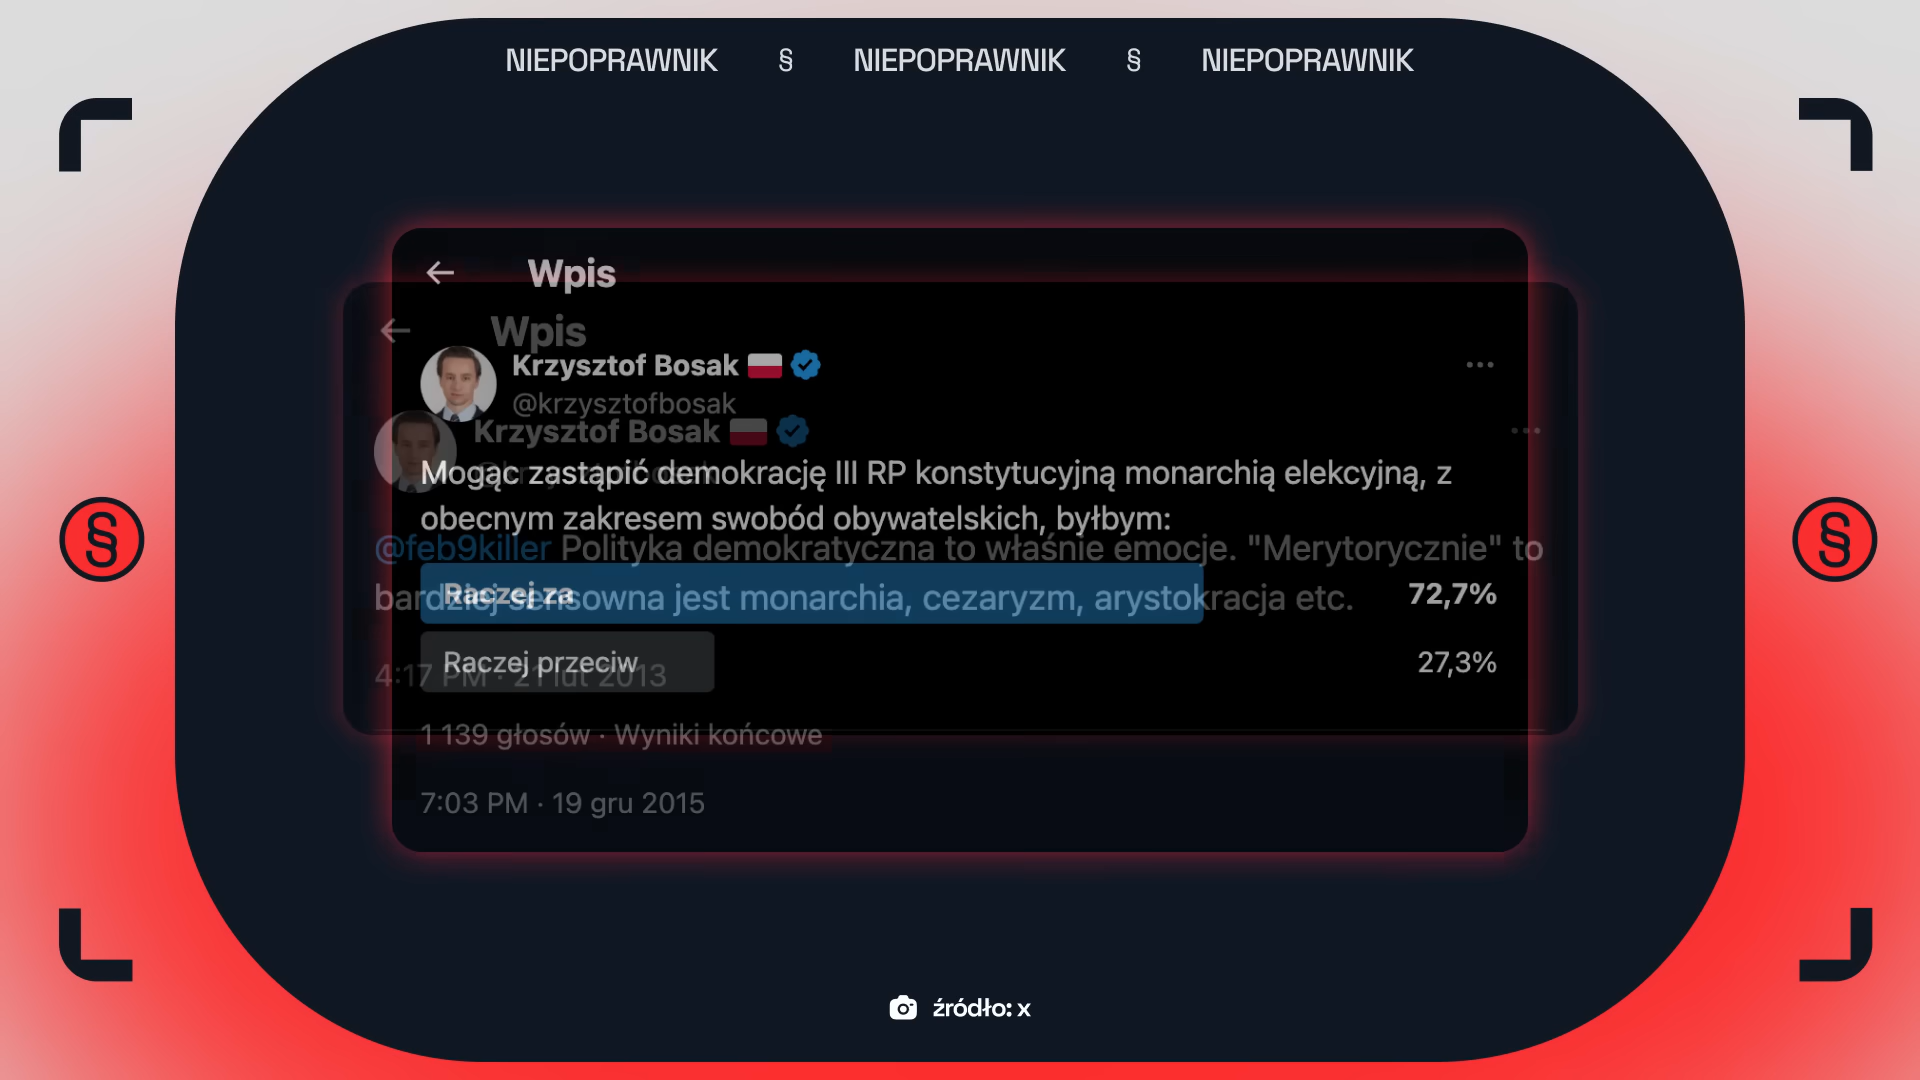 NIEPOPRAWNIK § NIEPOPRAWNIK § NIEPOPRAWNIK
Wpis
Krzysztof Bosak
@krzysztofbosak
Mogąc zastąpić demokrację III RP konstytucyjną monarchią elekcyjną, z
obecnym zakresem swobód obywatelskich, byłbym:
Raczej za 72,7%
Raczej przeciw 27,3%
1 139 głosów · Wyniki końcowe
7:03 PM · 19 gru 2015
Wpis
Krzysztof Bosak
@krzysztofbosak
@feb9killer Polityka demokratyczna to właśnie emocje. "Merytorycznie" to
bardziej sensowna jest monarchia, cezaryzm, arystokracja etc.
4:17 PM · 21 lut 2013
§
§
źródło: x